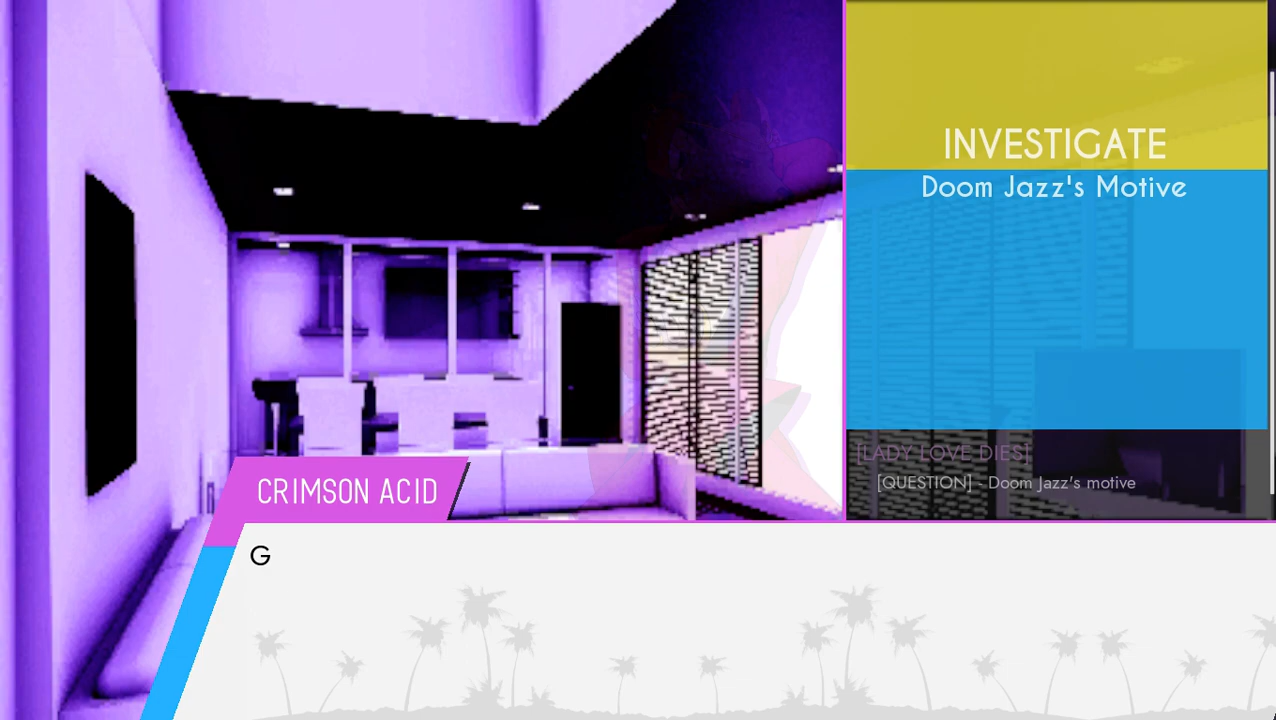 INVESTIGATE
Doom Jazz's Motive
[LADY LOVE DIES]
[QUESTION] - Doom Jazz's motive
CRIMSON ACID
G